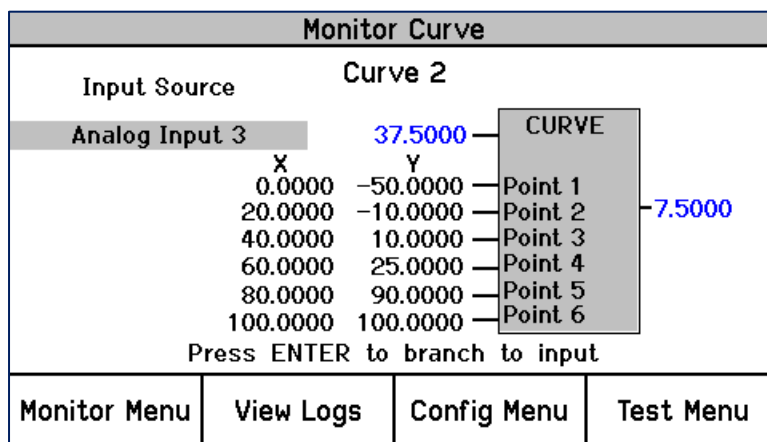 Monitor Curve
Curve 2
Input Source
Analog Input 3 37.5000 CURVE
X Y
0.0000 -50.0000 Point 1
20.0000 -10.0000 Point 2 7.5000
40.0000 10.0000 Point 3
60.0000 25.0000 Point 4
80.0000 90.0000 Point 5
100.0000 100.0000 Point 6
Press ENTER to branch to input
Monitor Menu View Logs Config Menu Test Menu